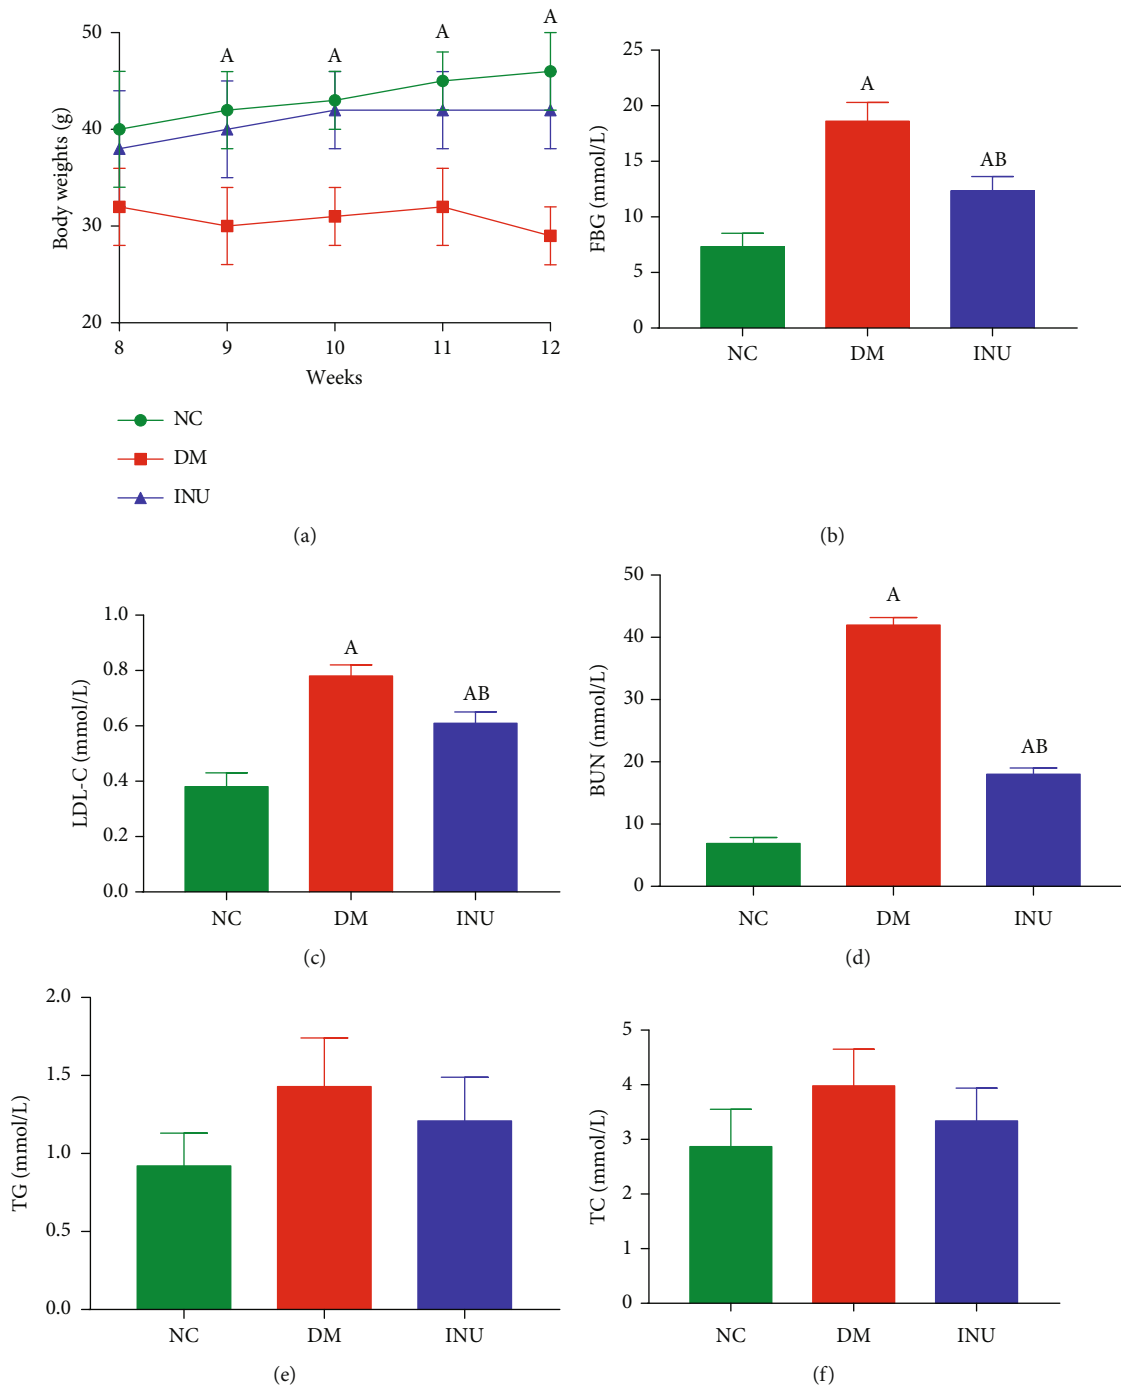 50
40
30
20
Body weights (g)
A
A
A
A
8
9
10
11
12
Weeks
NC
DM
INU
(a)
25
20
15
10
5
0
FBG (mmol/L)
A
AB
NC
DM
INU
(b)
1.0
0.8
0.6
0.4
0.2
0.0
LDL-C (mmol/L)
A
AB
NC
DM
INU
(c)
50
40
30
20
10
0
BUN (mmol/L)
A
AB
NC
DM
INU
(d)
2.0
1.5
1.0
0.5
0.0
TG (mmol/L)
NC
DM
INU
(e)
5
4
3
2
1
0
TC (mmol/L)
NC
DM
INU
(f)